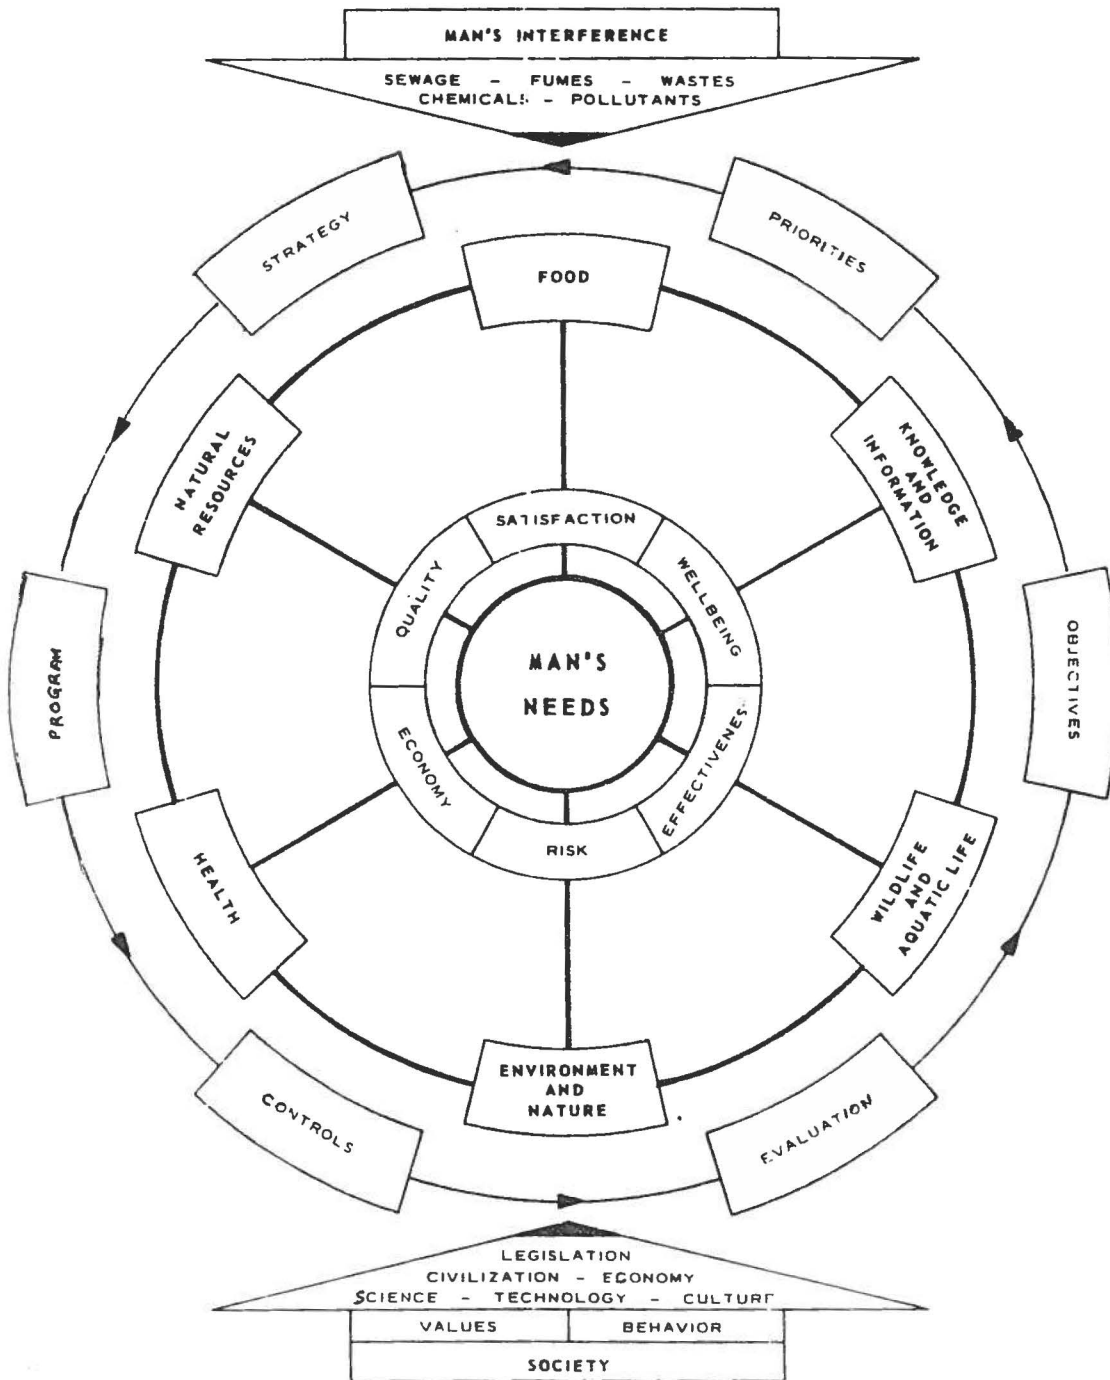 MAN'S INTERFERENCE
SEWAGE – FUMES – WASTES
CHEMICALS – POLLUTANTS
STRATEGY
PRIORITIES
FOOD
NATURAL
RESOURCES
KNOWLEDGE
AND
INFORMATION
SATISFACTION
QUALITY
WELLBEING
MAN'S
NEEDS
PROGRAM
OBJECTIVES
ECONOMY
EFFECTIVENESS
RISK
HEALTH
WILDLIFE
AND
AQUATIC LIFE
ENVIRONMENT
AND
NATURE
CONTROLS
EVALUATION
LEGISLATION
CIVILIZATION – ECONOMY
SCIENCE – TECHNOLOGY – CULTURE
VALUES
BEHAVIOR
SOCIETY